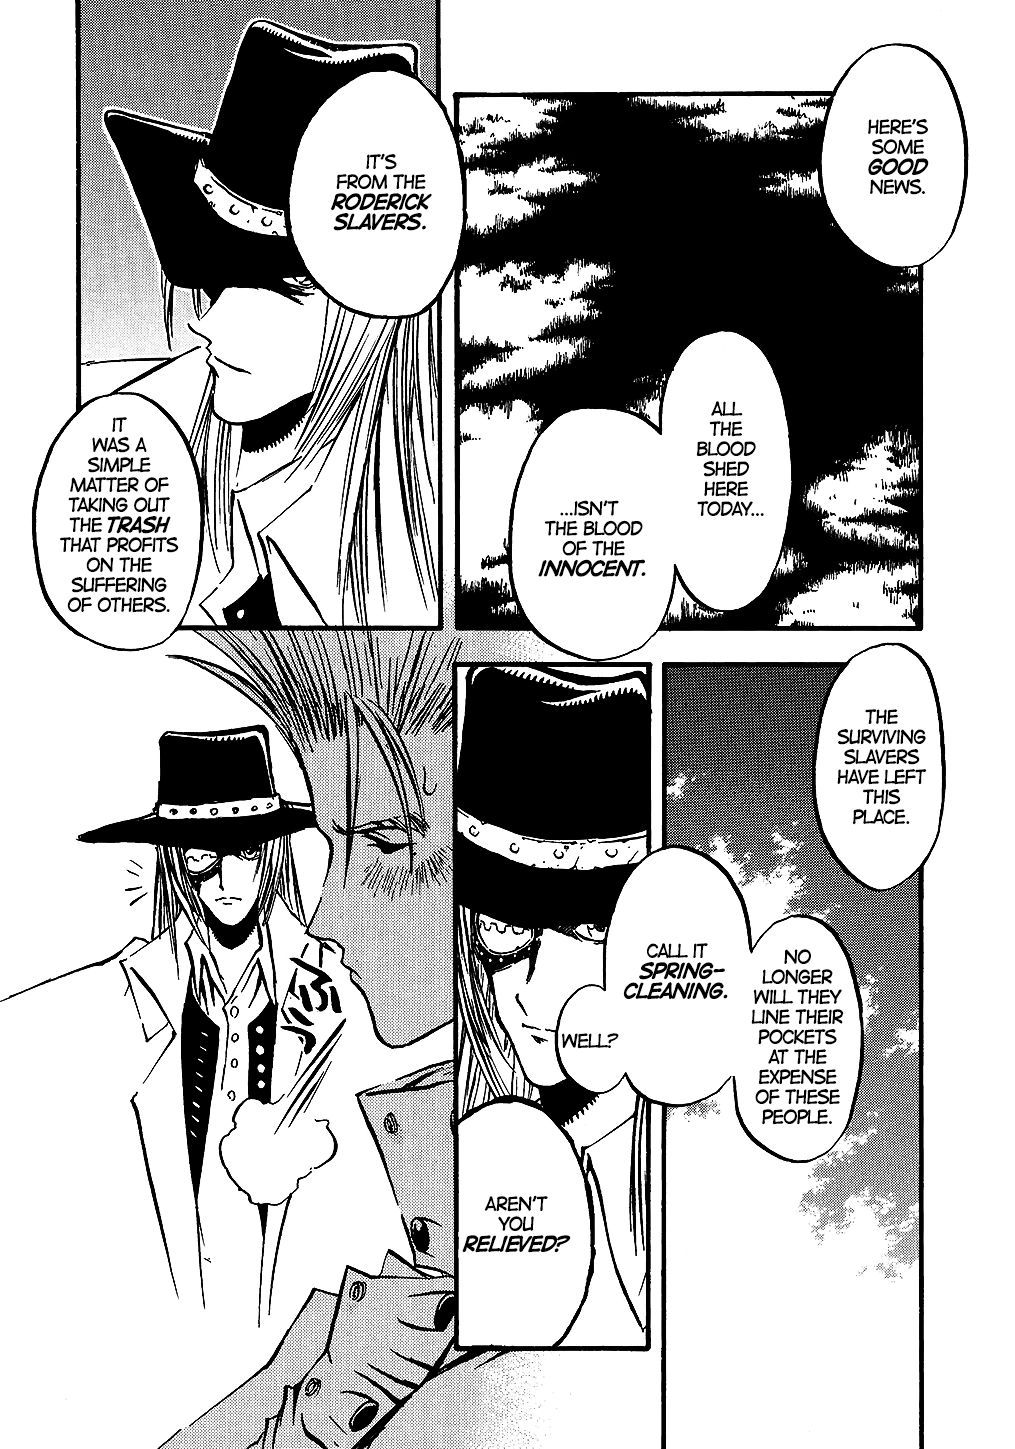 HERE'S
SOME
GOOD
NEWS.
ALL
THE
BLOOD
SHED
HERE
TODAY...
...ISN'T
THE BLOOD
OF THE
INNOCENT.
IT'S
FROM THE
RODERICK
SLAVERS.
IT
WAS A
SIMPLE
MATTER OF
TAKING OUT
THE TRASH
THAT PROFITS
ON THE
SUFFERING
OF OTHERS.
THE
SURVIVING
SLAVERS
HAVE LEFT
THIS
PLACE.
NO
LONGER
WILL THEY
LINE THEIR
POCKETS
AT THE
EXPENSE
OF THESE
PEOPLE.
CALL IT
SPRING-
CLEANING.
WELL?
AREN'T
YOU
RELIEVED?